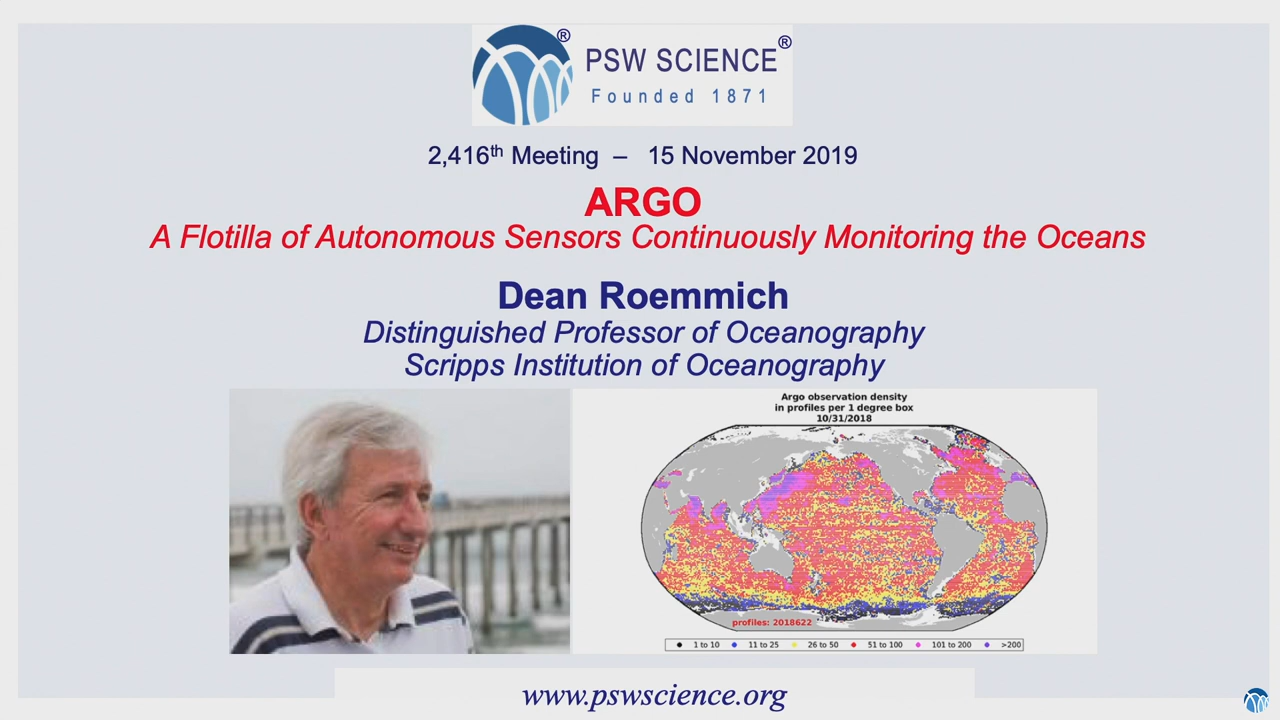 ® PSW SCIENCE®
Founded 1871
2,416th Meeting – 15 November 2019
ARGO
A Flotilla of Autonomous Sensors Continuously Monitoring the Oceans
Dean Roemmich
Distinguished Professor of Oceanography
Scripps Institution of Oceanography
Argo observation density
in profiles per 1 degree box
10/31/2018
profiles: 2018622
1 to 10 11 to 25 26 to 50 51 to 100 101 to 200 >200
www.pswscience.org